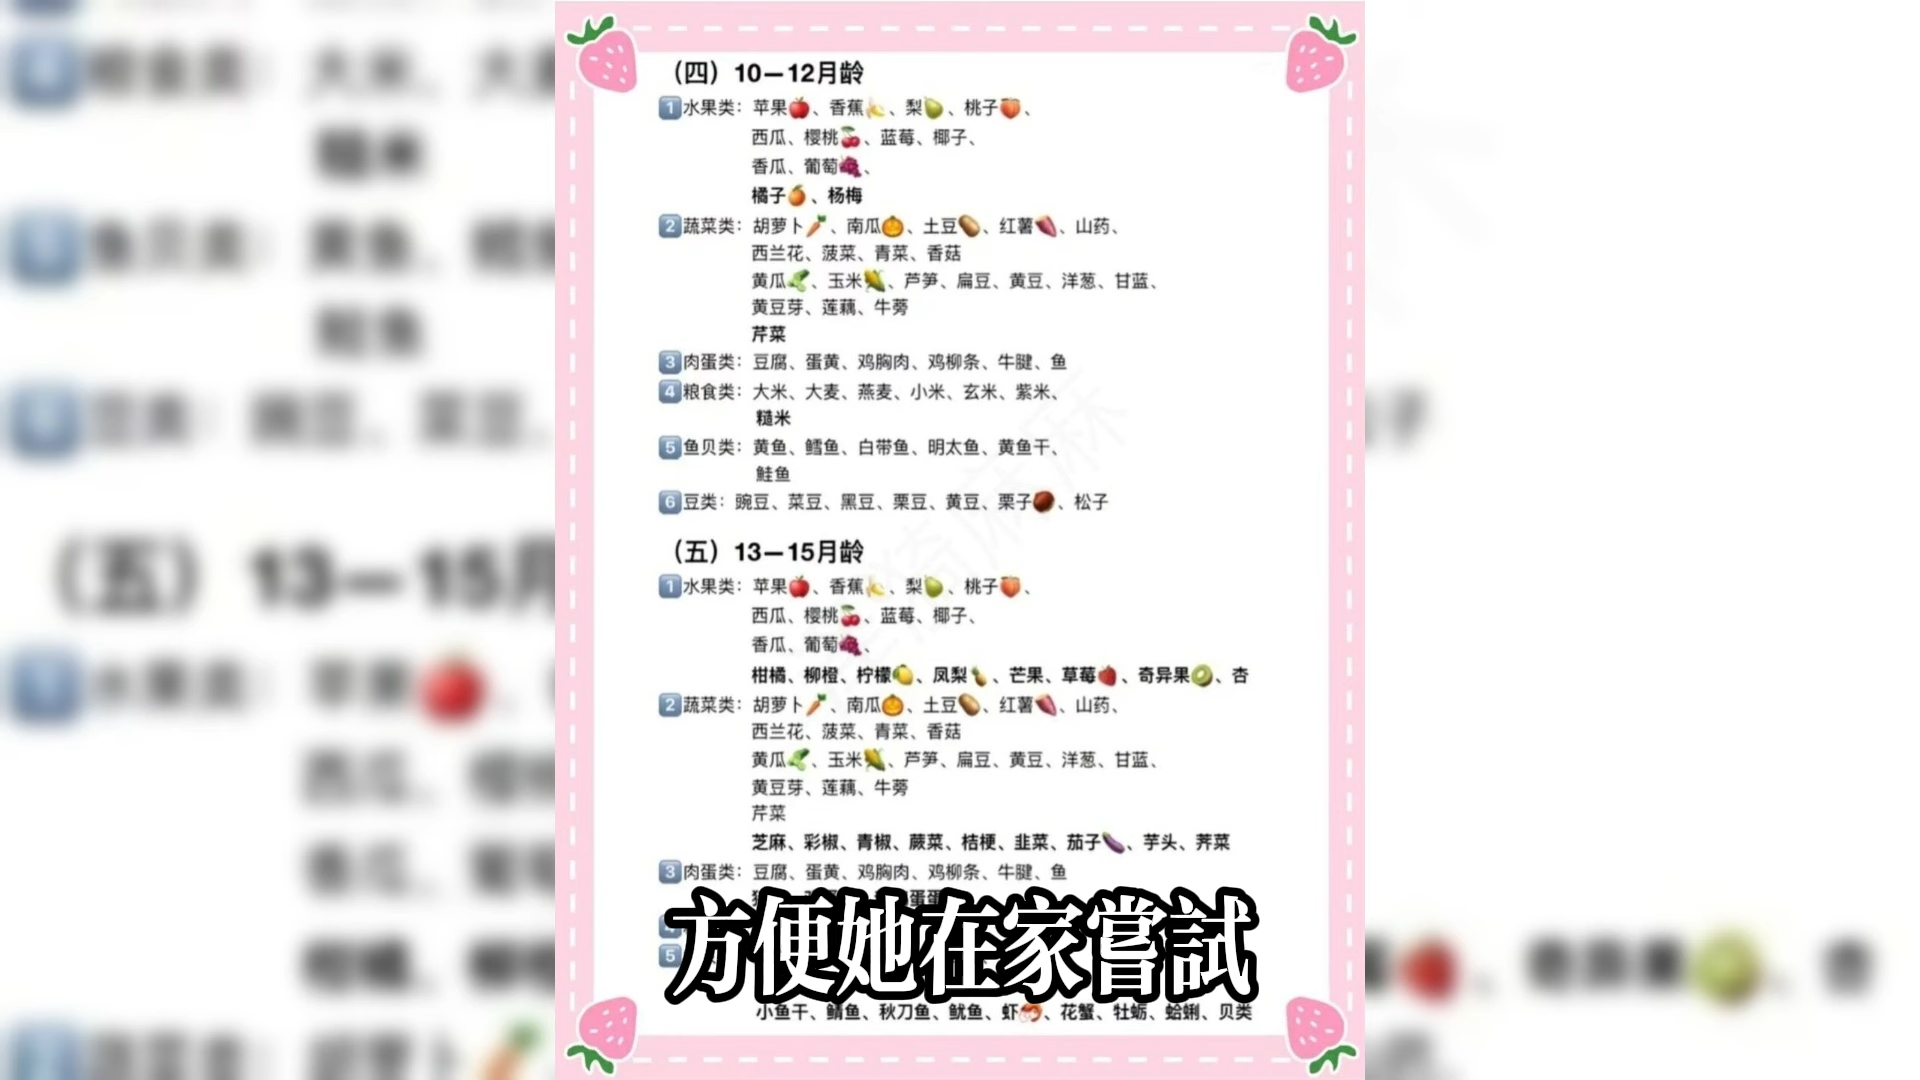 （四）10—12月龄
1 水果类：苹果🍎、香蕉🍌、梨🍐、桃子🍑、
西瓜、樱桃🍒、蓝莓、椰子、
香瓜、葡萄🍇、
橘子🍊、杨梅
2 蔬菜类：胡萝卜🥕、南瓜🎃、土豆🥔、红薯🍠、山药、
西兰花、菠菜、青菜、香菇
黄瓜🥒、玉米🌽、芦笋、扁豆、黄豆、洋葱、甘蓝、
黄豆芽、莲藕、牛蒡
芹菜
3 肉蛋类：豆腐、蛋黄、鸡胸肉、鸡柳条、牛腱、鱼
4 粮食类：大米、大麦、燕麦、小米、玄米、紫米、
糙米
5 鱼贝类：黄鱼、鳕鱼、白带鱼、明太鱼、黄鱼干、
鲑鱼
6 豆类：豌豆、菜豆、黑豆、栗豆、黄豆、栗子🌰、松子
（五）13—15月龄
1 水果类：苹果🍎、香蕉🍌、梨🍐、桃子🍑、
西瓜、樱桃🍒、蓝莓、椰子、
香瓜、葡萄🍇、
柑橘、柳橙、柠檬🍋、凤梨🍍、芒果、草莓🍓、奇异果🥝、杏
2 蔬菜类：胡萝卜🥕、南瓜🎃、土豆🥔、红薯🍠、山药、
西兰花、菠菜、青菜、香菇
黄瓜🥒、玉米🌽、芦笋、扁豆、黄豆、洋葱、甘蓝、
黄豆芽、莲藕、牛蒡
芹菜
芝麻、彩椒、青椒、蕨菜、桔梗、韭菜、茄子🍆、芋头、荠菜
3 肉蛋类：豆腐、蛋黄、鸡胸肉、鸡柳条、牛腱、鱼
方便她在家嘗試
5
小鱼干、鲭鱼、秋刀鱼、鱿鱼、虾🦐、花蟹、牡蛎、蛤蜊、贝类